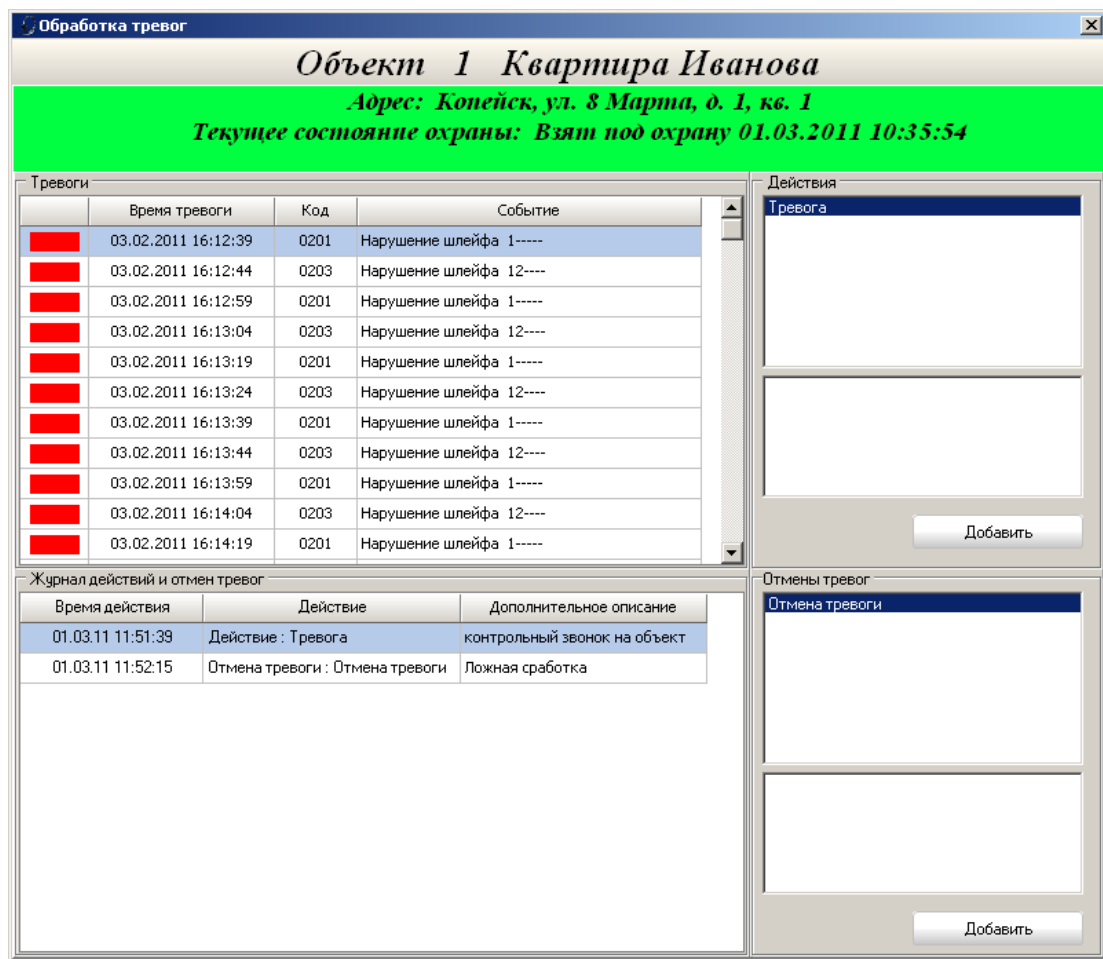 Обработка тревог
Объект 1 Квартира Иванова
Адрес: Копейск, ул. 8 Марта, д. 1, кв. 1
Текущее состояние охраны: Взят под охрану 01.03.2011 10:35:54
Тревоги
Время тревоги Код Событие
03.02.2011 16:12:39 0201 Нарушение шлейфа 1-----
03.02.2011 16:12:44 0203 Нарушение шлейфа 12----
03.02.2011 16:12:59 0201 Нарушение шлейфа 1-----
03.02.2011 16:13:04 0203 Нарушение шлейфа 12----
03.02.2011 16:13:19 0201 Нарушение шлейфа 1-----
03.02.2011 16:13:24 0203 Нарушение шлейфа 12----
03.02.2011 16:13:39 0201 Нарушение шлейфа 1-----
03.02.2011 16:13:44 0203 Нарушение шлейфа 12----
03.02.2011 16:13:59 0201 Нарушение шлейфа 1-----
03.02.2011 16:14:04 0203 Нарушение шлейфа 12----
03.02.2011 16:14:19 0201 Нарушение шлейфа 1-----
Действия
Тревога
Добавить
Журнал действий и отмен тревог
Время действия Действие Дополнительное описание
01.03.11 11:51:39 Действие : Тревога контрольный звонок на объект
01.03.11 11:52:15 Отмена тревоги : Отмена тревоги Ложная сработка
Отмены тревог
Отмена тревоги
Добавить